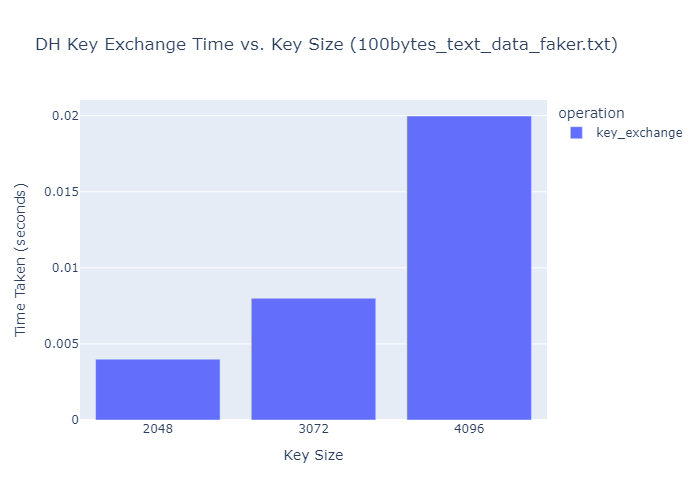 DH Key Exchange Time vs. Key Size (100bytes_text_data_faker.txt)
operation
key_exchange
Time Taken (seconds)
0.02
0.015
0.01
0.005
0
2048 3072 4096
Key Size